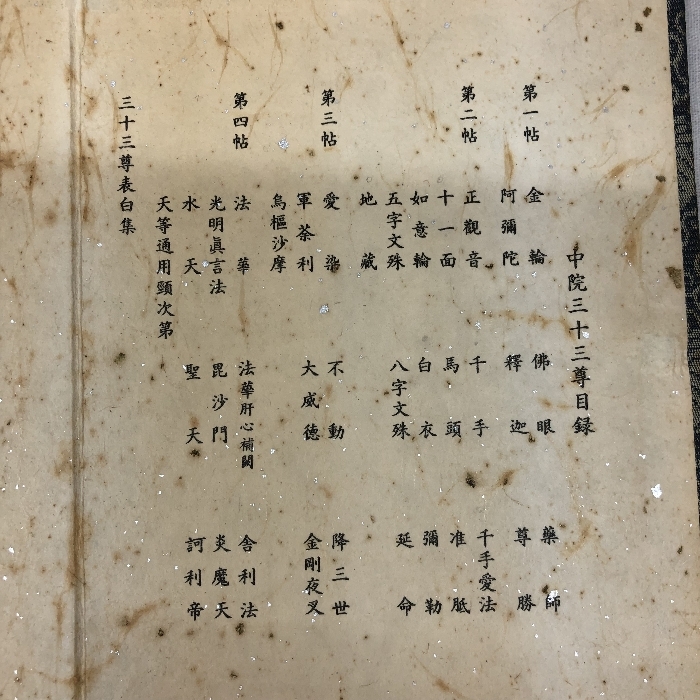 中院三十三尊目録
第一帖 金輪 佛眼 藥師
阿彌陀 釋迦 尊勝
第二帖 正觀音 千手 千手愛法
十一面 馬頭 准胝
如意輪 白衣 彌勒
五字文殊 八字文殊 延命
地藏
第三帖 愛染 不動 降三世
軍荼利 大威德 金剛夜叉
烏樞沙摩
第四帖 法華 法華肝心補闕 舎利法
光明眞言法 毘沙門 炎魔天
水天 聖天 訶利帝
天等通用顕次第
三十三尊表白集